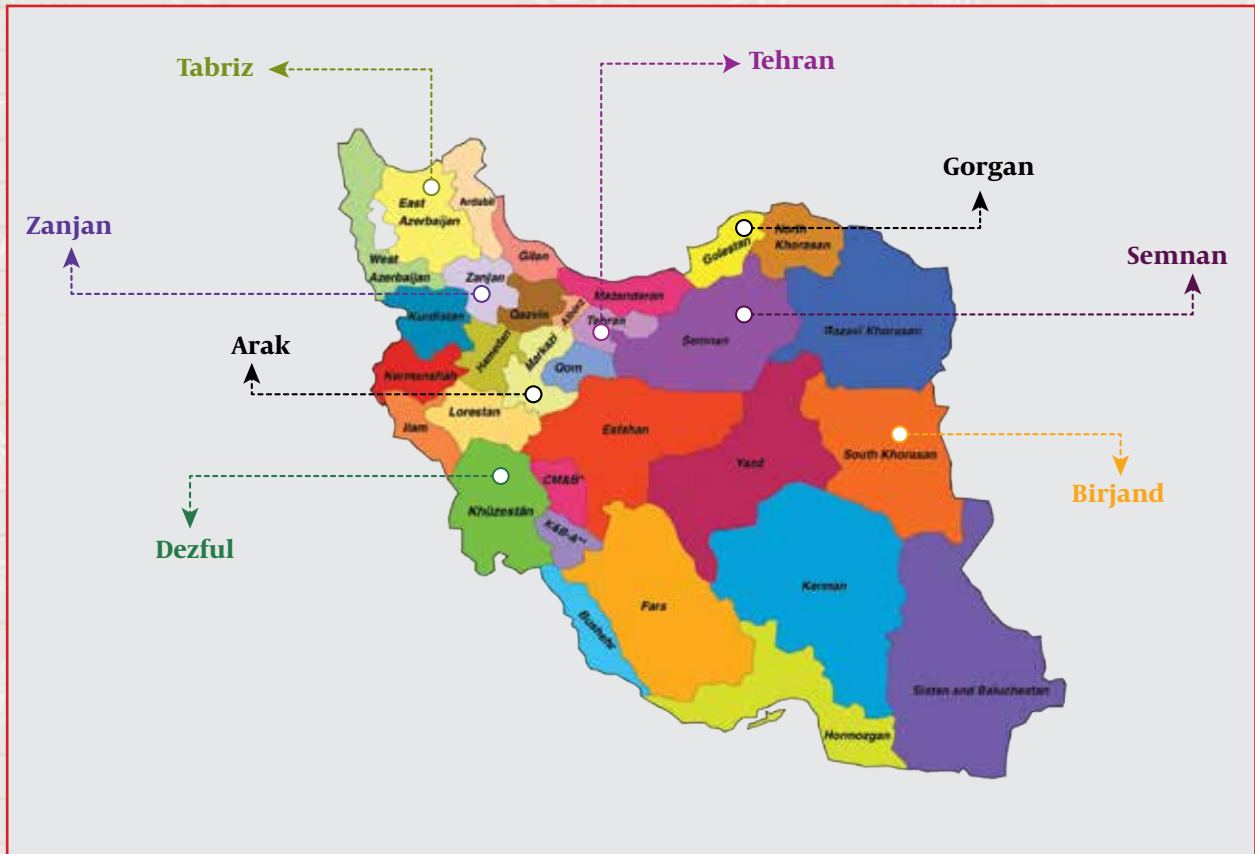 Tabriz
Tehran
Gorgan
Zanjan
Semnan
Arak
Birjand
Dezful
East
Azerbaijan
Ardabil
West
Azerbaijan
Zanjan
Gilan
Golestan
North
Khorasan
Mazandaran
Kurdistan
Qazvin
Alborz
Tehran
Semnan
Razavi Khorasan
Hamedan
Markazi
Qom
Kermanshah
Lorestan
Ilam
Esfahan
Yazd
South Khorasan
CM&B*
Khūzestān
K&B-A**
Kerman
Fars
Bushehr
Sistan and Baluchestan
Hormozgan